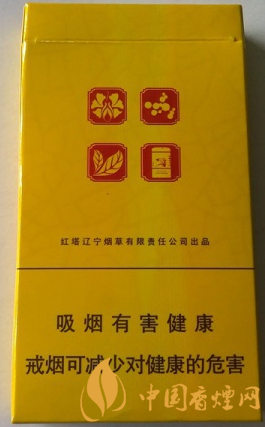 红塔辽宁烟草有限责任公司出品
吸烟有害健康
戒烟可减少对健康的危害
中国香煙网